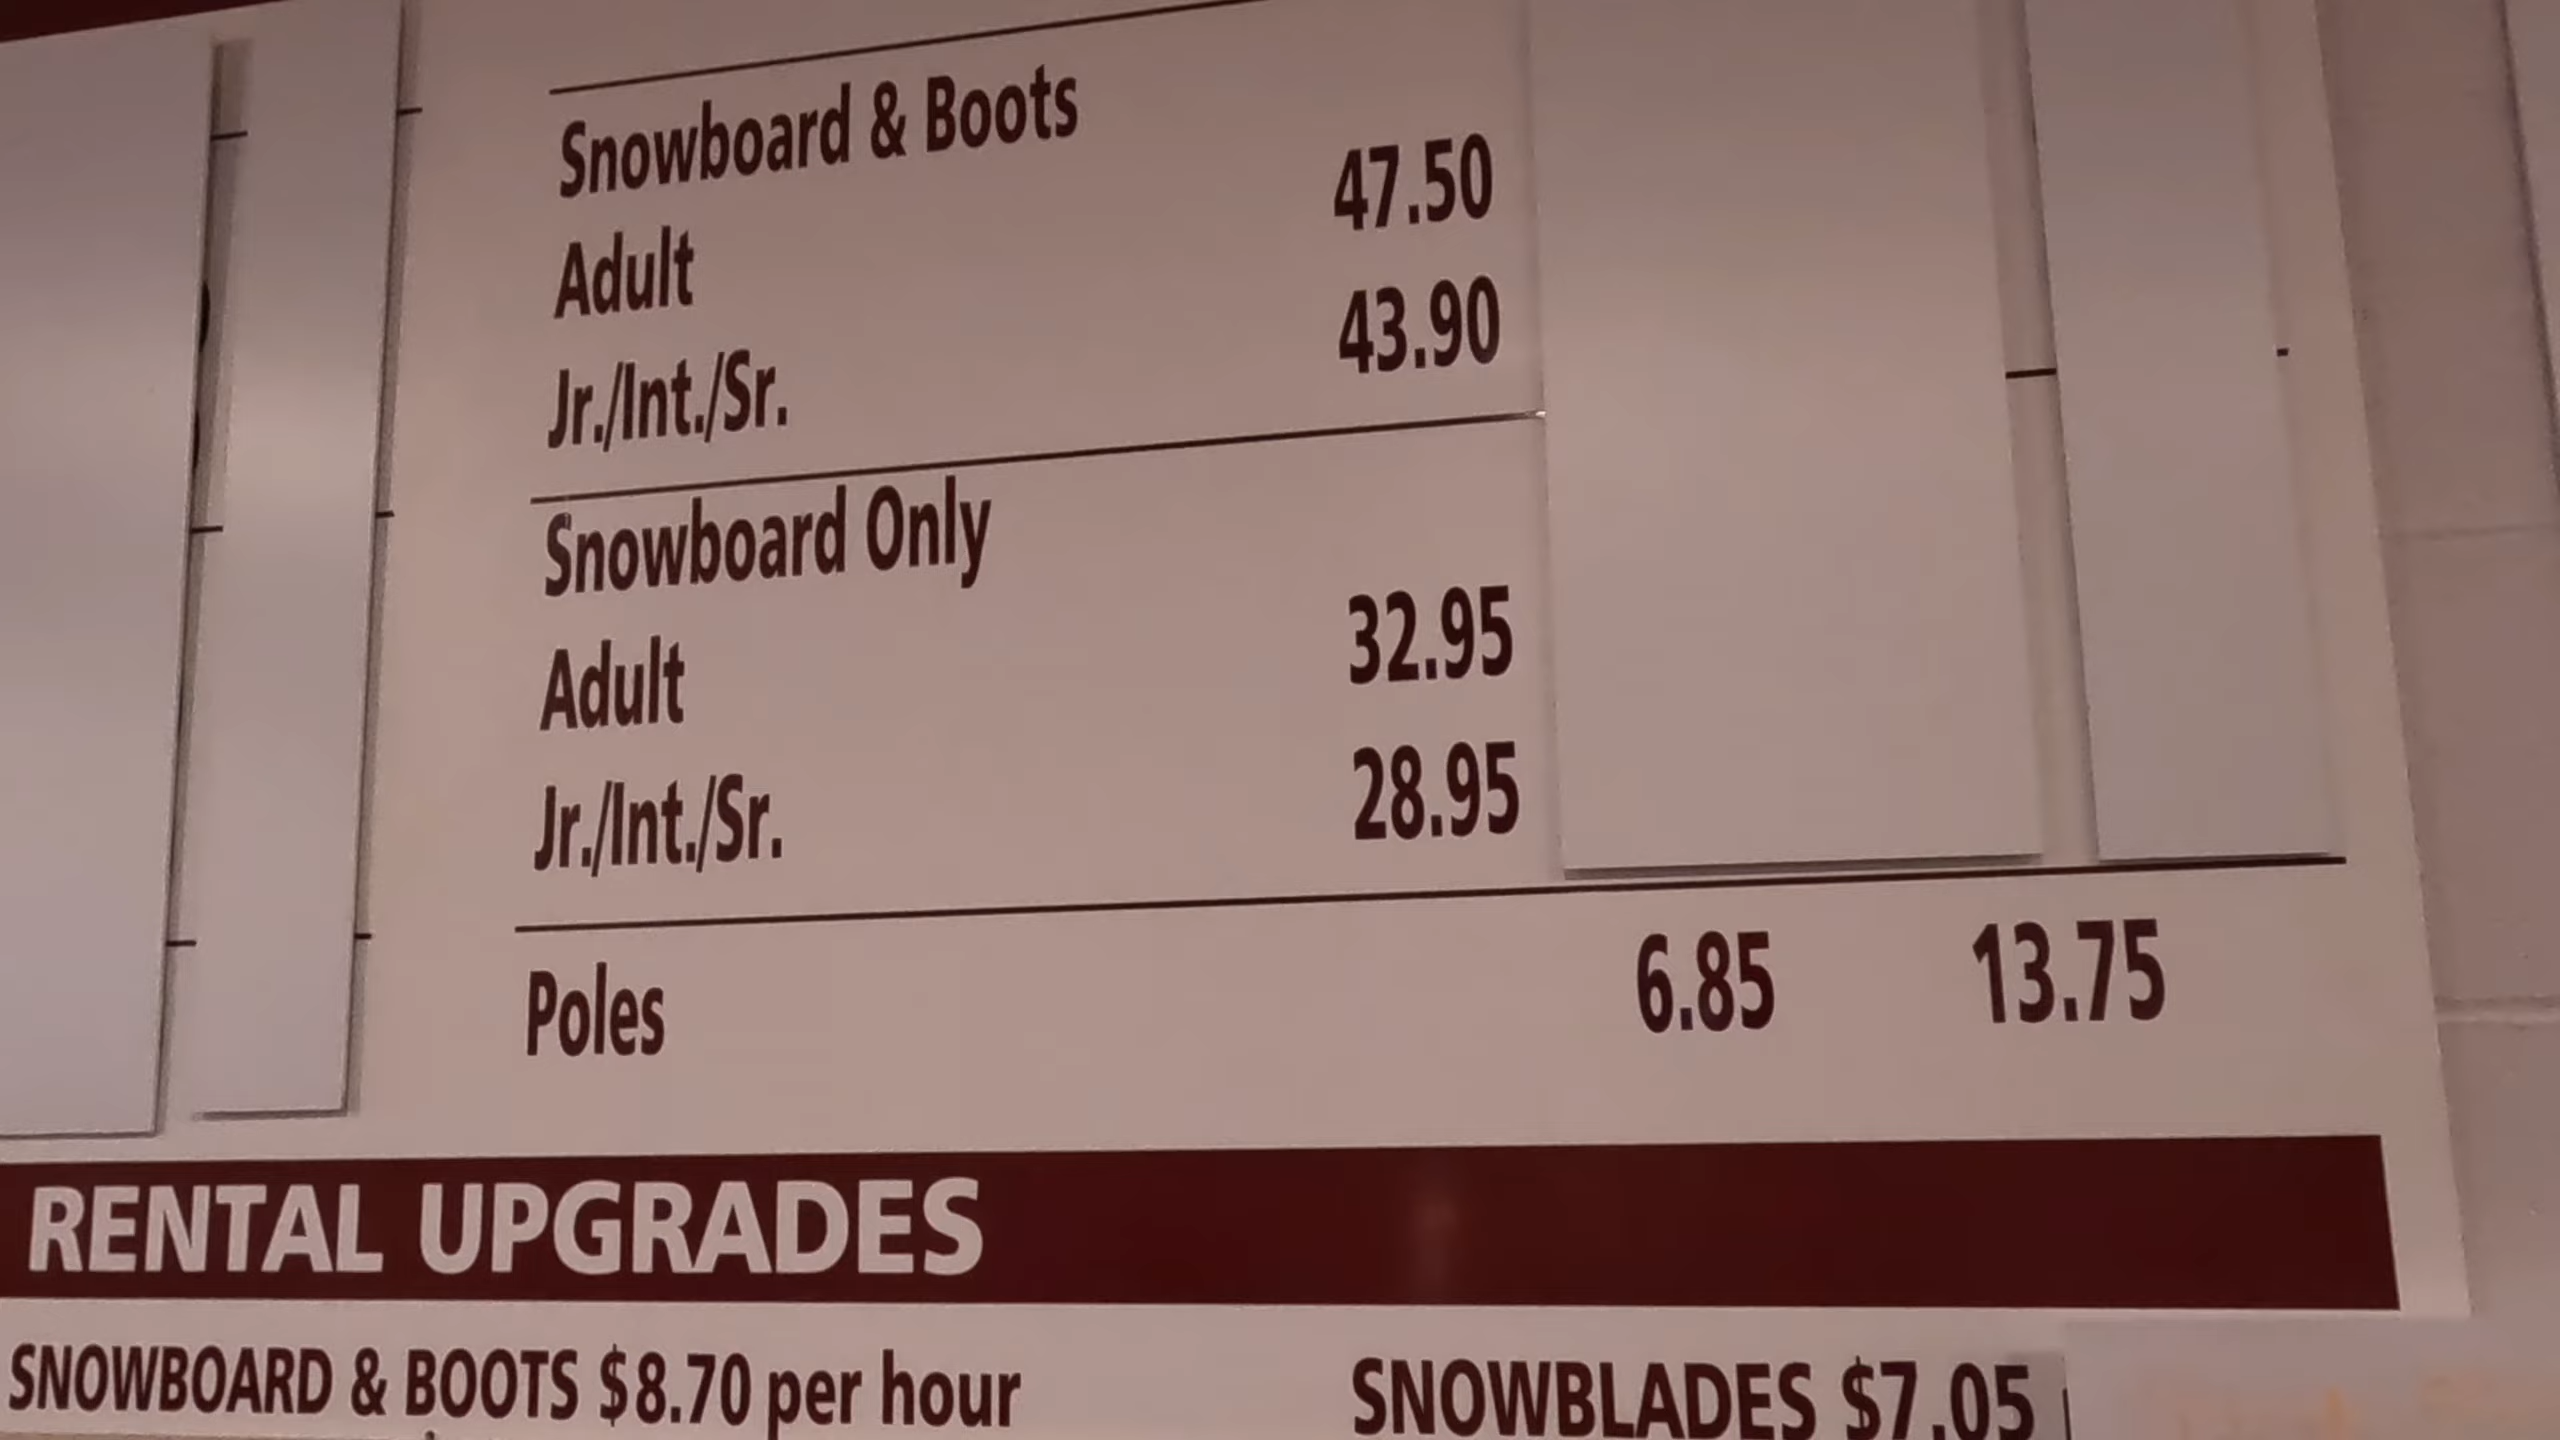 Snowboard & Boots
Adult 47.50
Jr./Int./Sr. 43.90
Snowboard Only
Adult 32.95
Jr./Int./Sr. 28.95
Poles 6.85 13.75
RENTAL UPGRADES
SNOWBOARD & BOOTS $8.70 per hour
SNOWBLADES $7.05